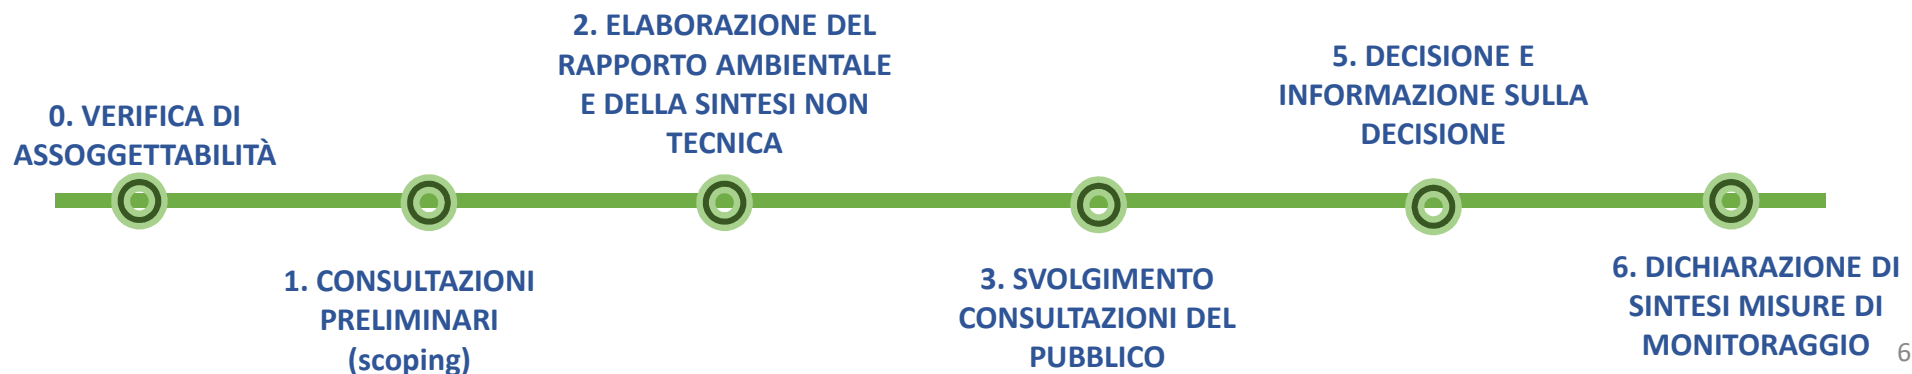 0. VERIFICA DI
ASSOGGETTABILITÀ
1. CONSULTAZIONI
PRELIMINARI
(scoping)
2. ELABORAZIONE DEL
RAPPORTO AMBIENTALE
E DELLA SINTESI NON
TECNICA
3. SVOLGIMENTO
CONSULTAZIONI DEL
PUBBLICO
5. DECISIONE E
INFORMAZIONE SULLA
DECISIONE
6. DICHIARAZIONE DI
SINTESI MISURE DI
MONITORAGGIO
6